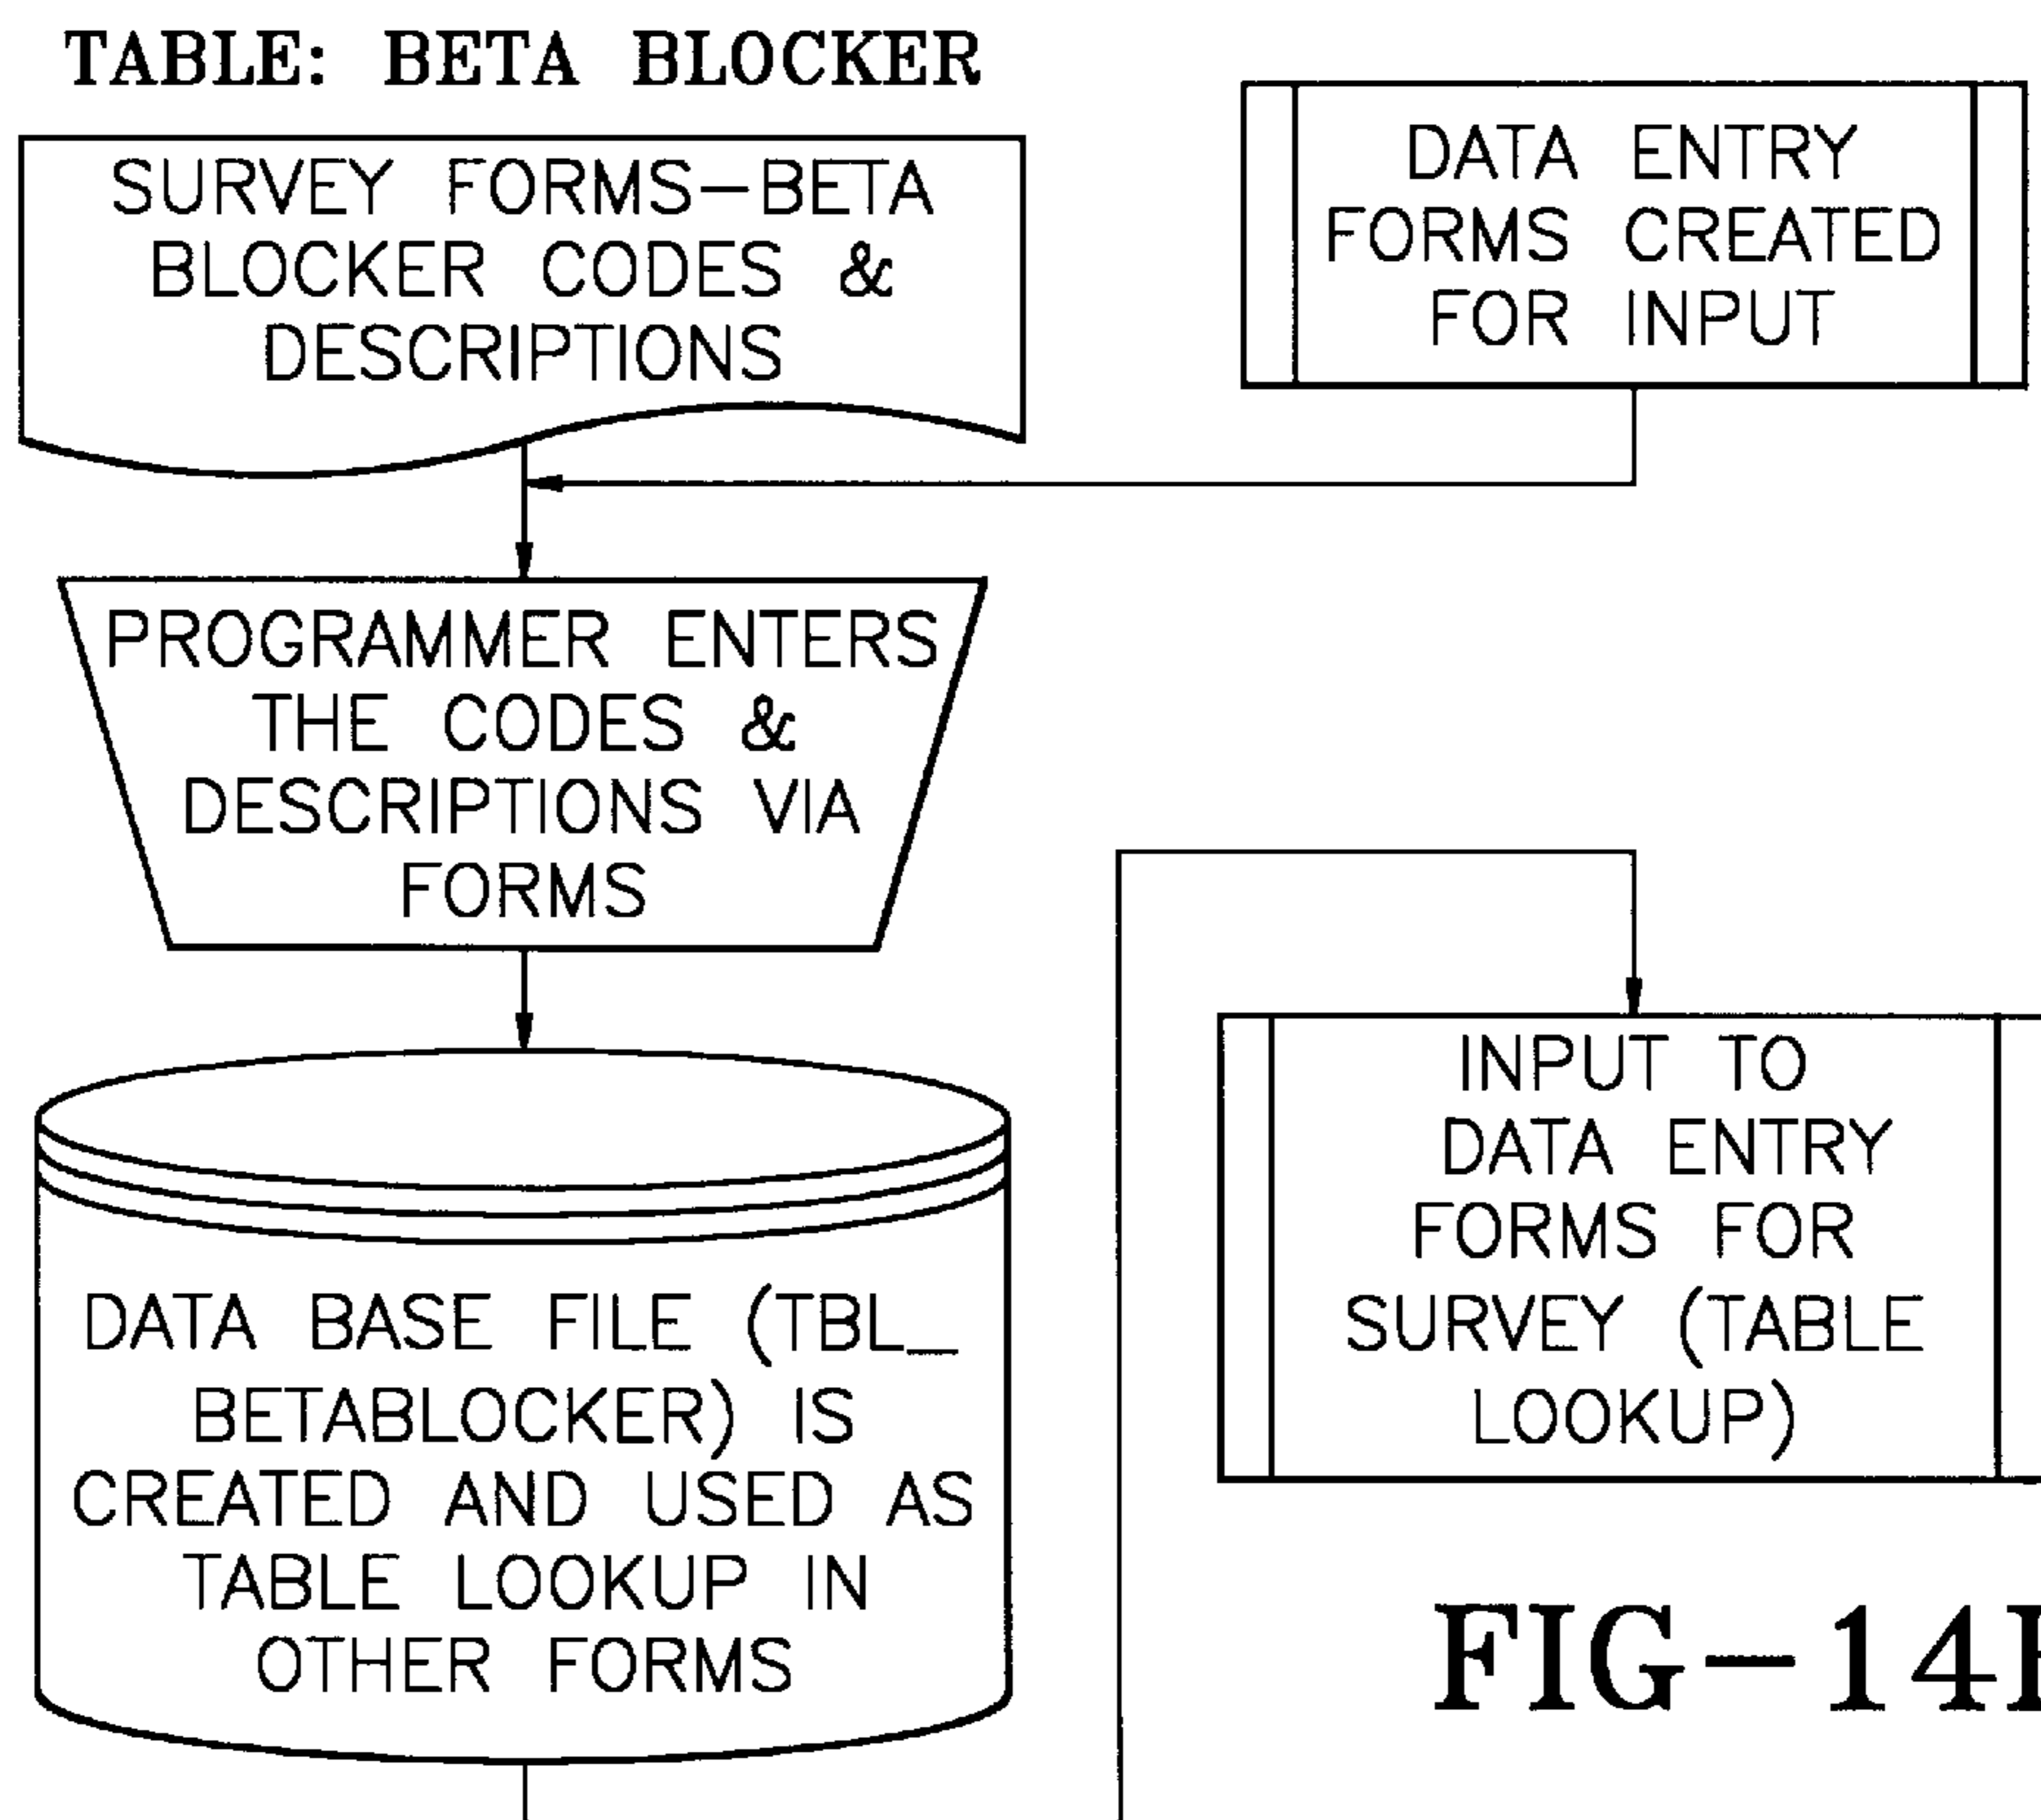 TABLE: BETA BLOCKER
SURVEY FORMS-BETA
BLOCKER CODES &
DESCRIPTIONS
DATA ENTRY
FORMS CREATED
FOR INPUT
PROGRAMMER ENTERS
THE CODES &
DESCRIPTIONS VIA
FORMS
DATA BASE FILE (TBL_
BETABLOCKER) IS
CREATED AND USED AS
TABLE LOOKUP IN
OTHER FORMS
INPUT TO
DATA ENTRY
FORMS FOR
SURVEY (TABLE
LOOKUP)
FIG-14